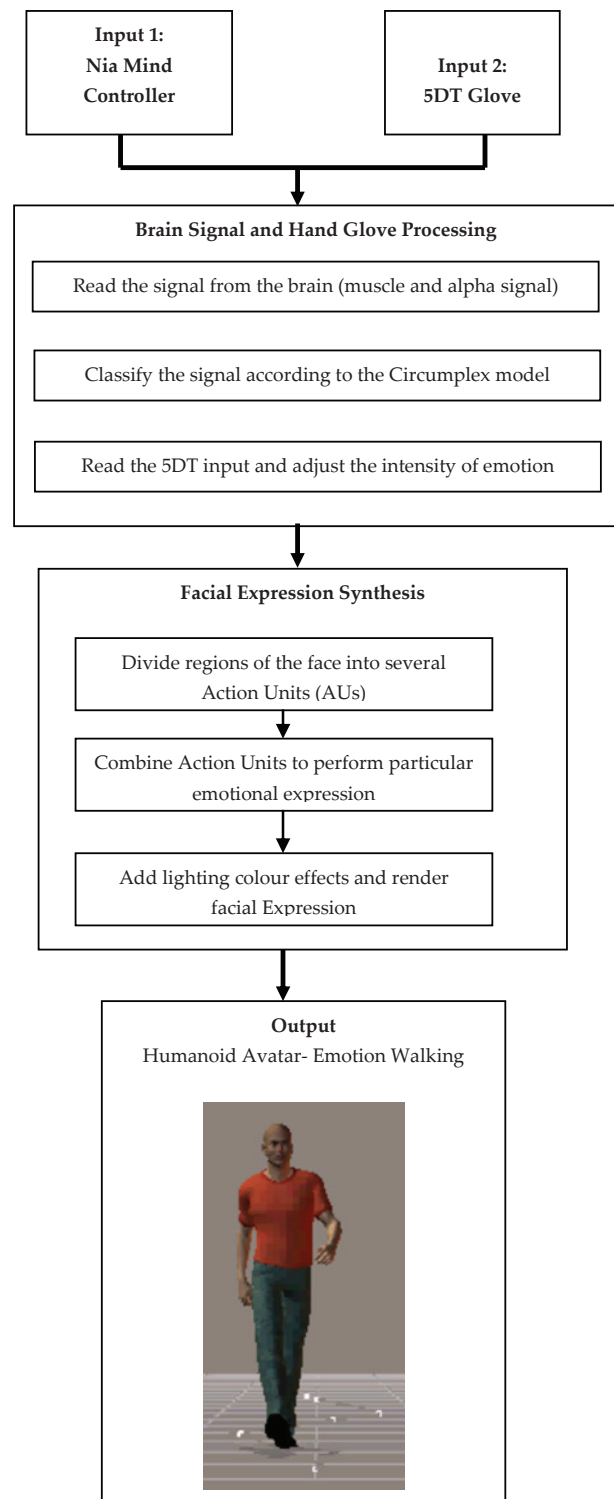 Input 1:
Nia Mind
Controller
Input 2:
5DT Glove
Brain Signal and Hand Glove Processing
Read the signal from the brain (muscle and alpha signal)
Classify the signal according to the Circumplex model
Read the 5DT input and adjust the intensity of emotion
Facial Expression Synthesis
Divide regions of the face into several
Action Units (AUs)
Combine Action Units to perform particular
emotional expression
Add lighting colour effects and render
facial Expression
Output
Humanoid Avatar- Emotion Walking